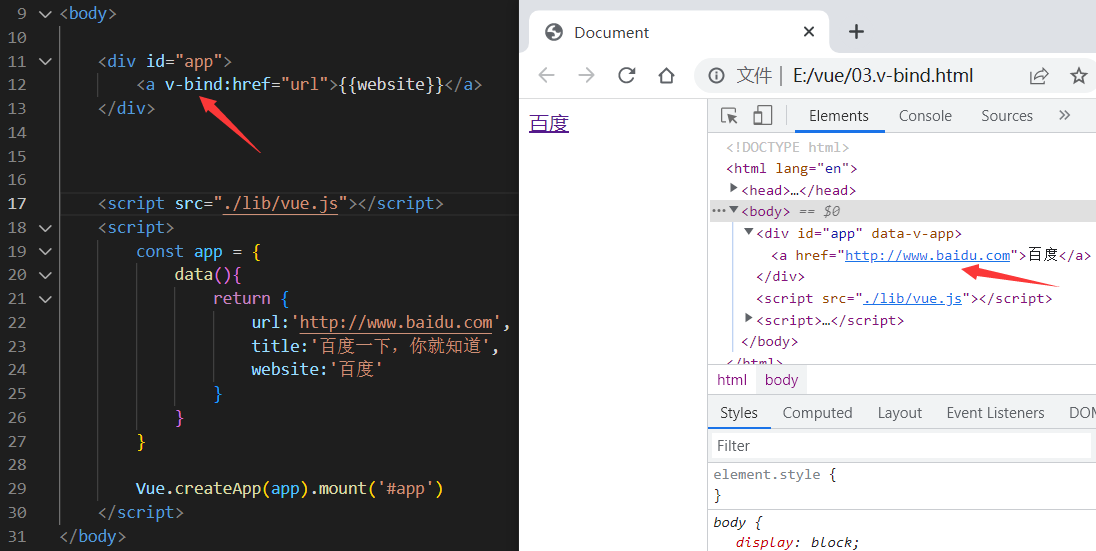 9 <body>
10
11 <div id="app">
12 <a v-bind:href="url">{{website}}</a>
13 </div>
14
15
16
17 <script src="./lib/vue.js"></script>
18 <script>
19 const app = {
20 data(){
21 return {
22 url:'http://www.baidu.com',
23 title:'百度一下，你就知道',
24 website:'百度'
25 }
26 }
27 }
28
29 Vue.createApp(app).mount('#app')
30 </script>
31 </body>
Document
文件 | E:/vue/03.v-bind.html
百度
Elements Console Sources »
<!DOCTYPE html>
<html lang="en">
<head>…</head>
<body> == $0
<div id="app" data-v-app>
<a href="http://www.baidu.com">百度</a>
</div>
<script src="./lib/vue.js"></script>
<script>…</script>
</body>
</html>
html body
Styles Computed Layout Event Listeners DOM
Filter
element.style {
}
body {
display: block;